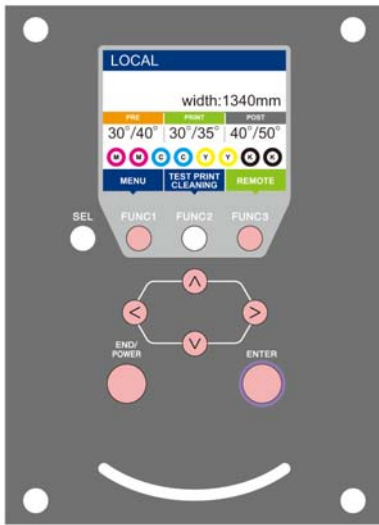 LOCAL
width:1340mm
PRE PRINT POST
30°/40° 30°/35° 40°/50°
M M C C Y Y K K
MENU TEST PRINT CLEANING REMOTE
SEL FUNC1 FUNC2 FUNC3
END/
POWER
ENTER